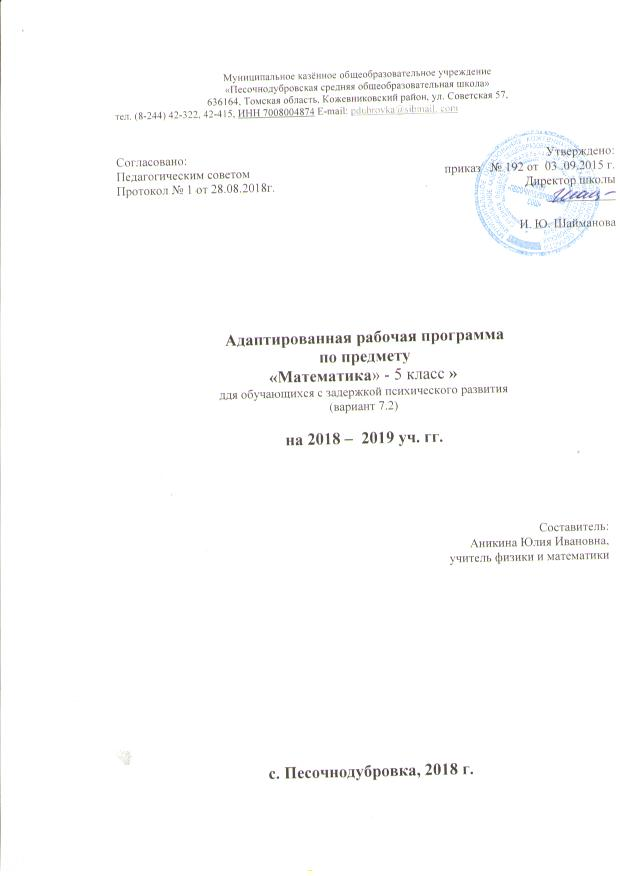 Муниципальное казённое общеобразовательное учреждение
«Песочнодубровская средняя общеобразовательная школа»
636164, Томская область, Кожевниковский район, ул. Советская 57,
тел. (8-244) 42-322, 42-415, ИНН 7008004874 E-mail: pdubrovka@sibmail. com
Согласовано:
Педагогическим советом
Протокол № 1 от 28.08.2018г.
Утверждено:
приказ № 192 от 03 .09.2015 г.
Директор школы
И. Ю. Шайманова
Адаптированная рабочая программа
по предмету
«Математика» - 5 класс »
ддя обучающихся с задержкой психического развития
(вариант 7.2)
на 2018 – 2019 уч. гг.
Составитель:
Аникина Юлия Ивановна,
учитель физики и математики
с. Песочнодубровка, 2018 г.